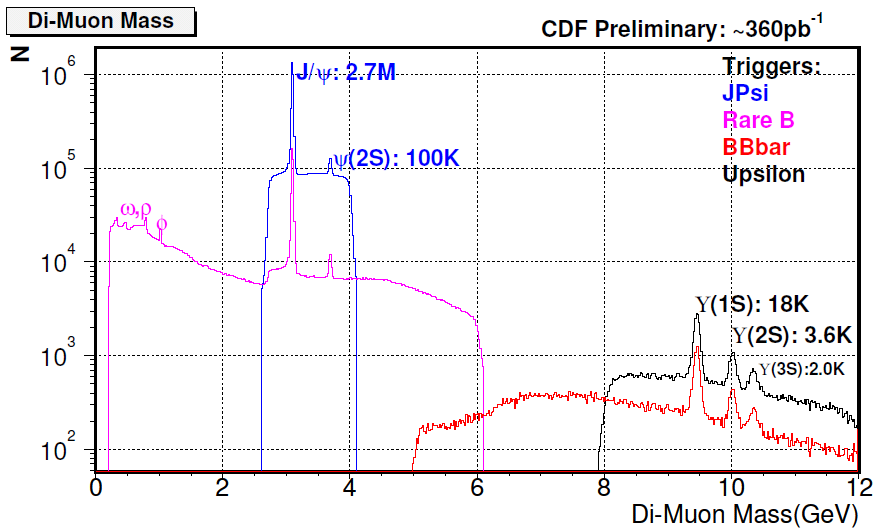 Di-Muon Mass
CDF Preliminary: ~360pb⁻¹
N
Triggers:
JPsi
Rare B
BBbar
Upsilon
J/ψ: 2.7M
ψ(2S): 100K
ω,ρ
ϕ
Υ(1S): 18K
Υ(2S): 3.6K
Υ(3S):2.0K
10⁶
10⁵
10⁴
10³
10²
0 2 4 6 8 10 12
Di-Muon Mass(GeV)